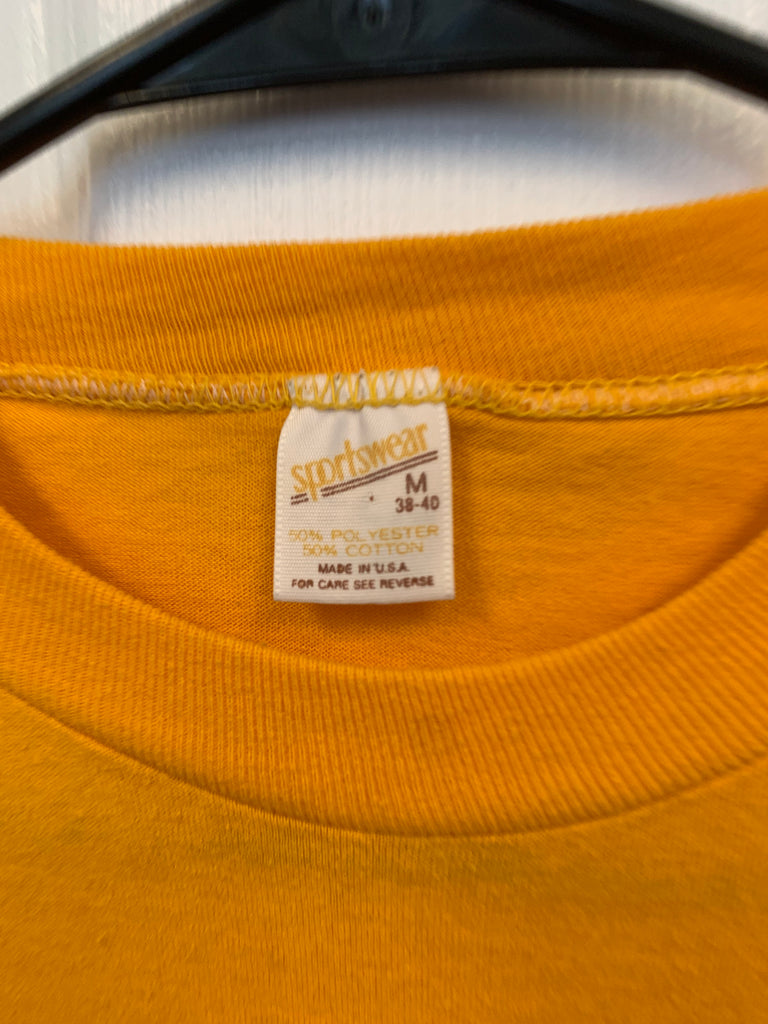 sportswear
M
38-40
50% POLYESTER
50% COTTON
MADE IN U.S.A.
FOR CARE SEE REVERSE